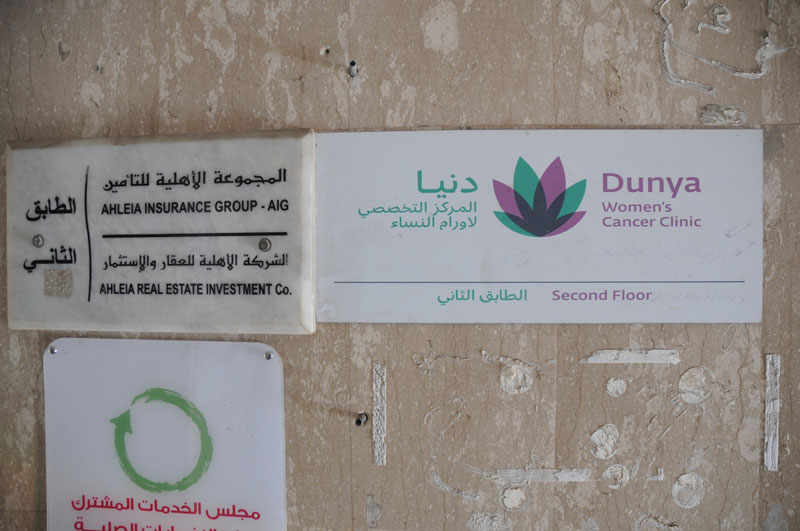 الطابق
الثاني
المجموعة الأهلية للتأمين
AHLEIA INSURANCE GROUP - AIG
الشركة الأهلية للعقار والإستثمار
AHLEIA REAL ESTATE INVESTMENT Co.
دنيا
المركز التخصصي
لاورام النساء
Dunya
Women's
Cancer Clinic
الطابق الثاني
Second Floor
مجلس الخدمات المشترك